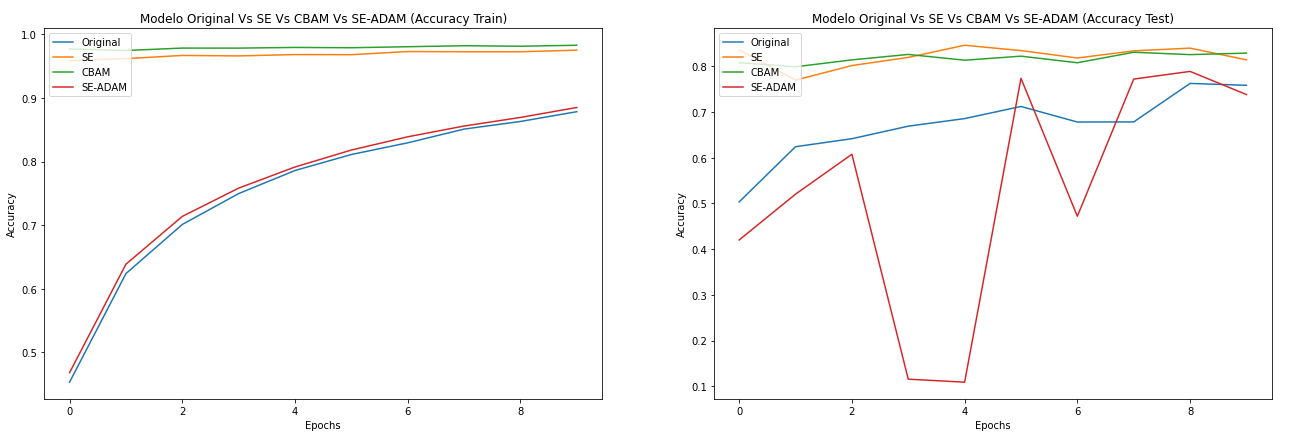 Modelo Original Vs SE Vs CBAM Vs SE-ADAM (Accuracy Train)
1.0
0.9
0.8
0.7
0.6
0.5
Accuracy
Original
SE
CBAM
SE-ADAM
0
2
4
6
8
Epochs
Modelo Original Vs SE Vs CBAM Vs SE-ADAM (Accuracy Test)
0.8
0.7
0.6
0.5
0.4
0.3
0.2
0.1
Accuracy
Original
SE
CBAM
SE-ADAM
0
2
4
6
8
Epochs